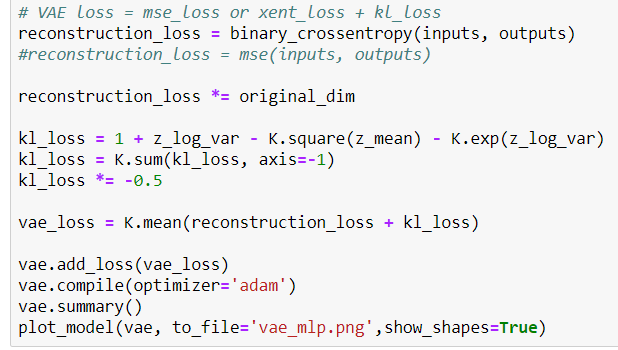 # VAE loss = mse_loss or xent_loss + kl_loss
reconstruction_loss = binary_crossentropy(inputs, outputs)
#reconstruction_loss = mse(inputs, outputs)
reconstruction_loss *= original_dim
kl_loss = 1 + z_log_var - K.square(z_mean) - K.exp(z_log_var)
kl_loss = K.sum(kl_loss, axis=-1)
kl_loss *= -0.5
vae_loss = K.mean(reconstruction_loss + kl_loss)
vae.add_loss(vae_loss)
vae.compile(optimizer='adam')
vae.summary()
plot_model(vae, to_file='vae_mlp.png',show_shapes=True)